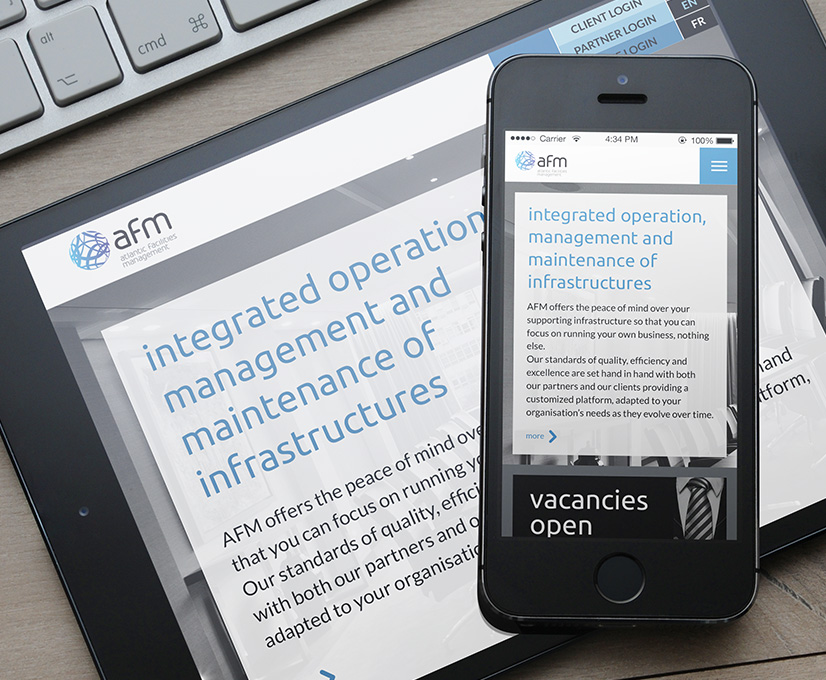 alt
cmd
CLIENT LOGIN
EN
PARTNER LOGIN
FR
LOGIN
afm
atlantic facilities
management
integrated operation
management and
maintenance of
infrastructures
AFM offers the peace of mind over
that you can focus on running
Our standards of quality,
with both our partners and
adapted to your organisation
hand
platform,
Carrier
4:34 PM
100%
afm
atlantic facilities
management
integrated operation,
management and
maintenance of
infrastructures
AFM offers the peace of mind over your
supporting infrastructure so that you can
focus on running your own business, nothing
else.
Our standards of quality, efficiency and
excellence are set hand in hand with both
our partners and our clients providing a
customized platform, adapted to your
organisation's needs as they evolve over time.
more
vacancies
open